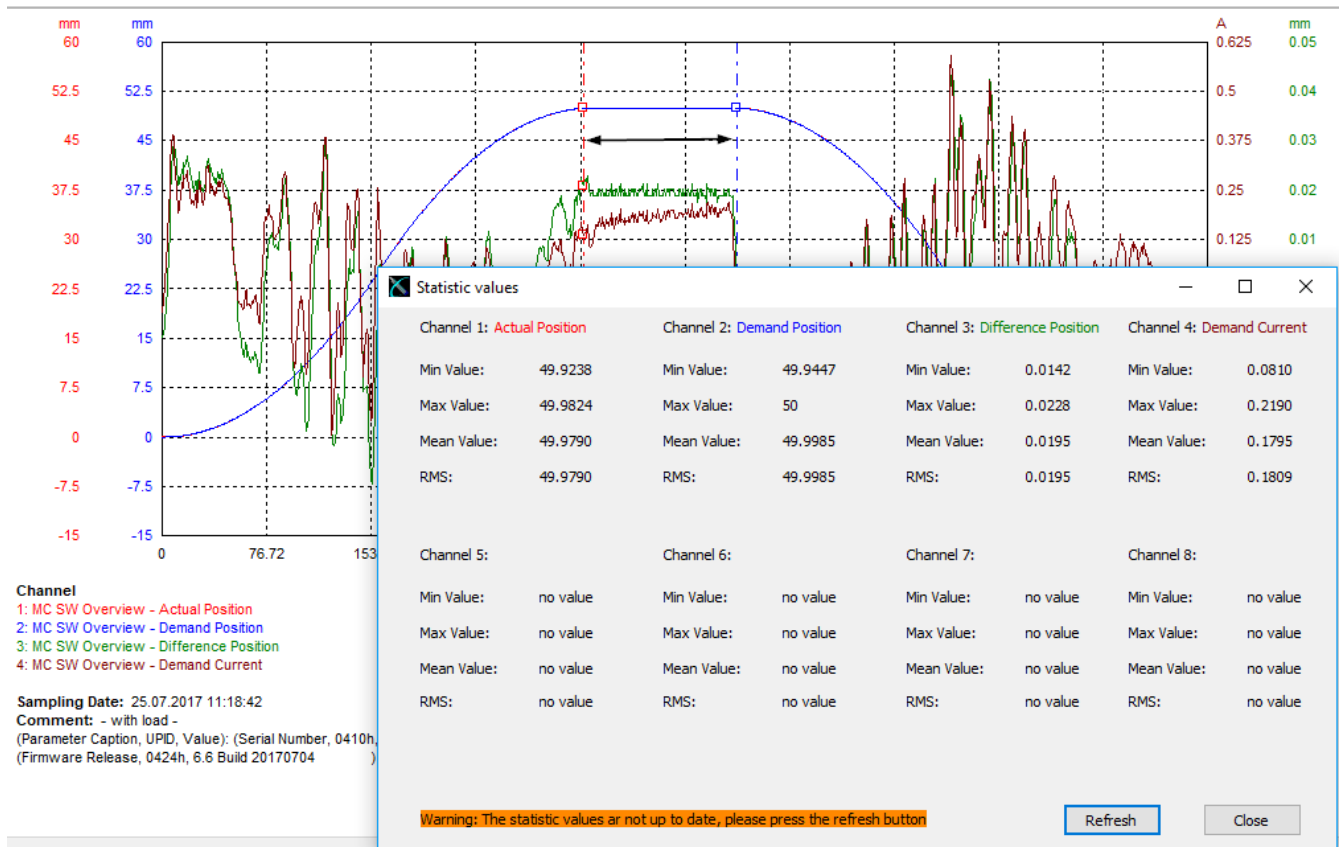 mm mm A mm
60 60 0.625 0.05
52.5 52.5 0.5 0.04
45 45 0.375 0.03
37.5 37.5 0.25 0.02
30 30 0.125 0.01
22.5 22.5
15 15
7.5 7.5
0 0
-7.5 -7.5
-15 -15
0 76.72 153
Channel
1: MC SW Overview - Actual Position
2: MC SW Overview - Demand Position
3: MC SW Overview - Difference Position
4: MC SW Overview - Demand Current
Sampling Date: 25.07.2017 11:18:42
Comment: - with load -
(Parameter Caption, UPID, Value): (Serial Number, 0410h,
(Firmware Release, 0424h, 6.6 Build 20170704 )
Statistic values
Channel 1: Actual Position Channel 2: Demand Position Channel 3: Difference Position Channel 4: Demand Current
Min Value: 49.9238 Min Value: 49.9447 Min Value: 0.0142 Min Value: 0.0810
Max Value: 49.9824 Max Value: 50 Max Value: 0.0228 Max Value: 0.2190
Mean Value: 49.9790 Mean Value: 49.9985 Mean Value: 0.0195 Mean Value: 0.1795
RMS: 49.9790 RMS: 49.9985 RMS: 0.0195 RMS: 0.1809
Channel 5: Channel 6: Channel 7: Channel 8:
Min Value: no value Min Value: no value Min Value: no value Min Value: no value
Max Value: no value Max Value: no value Max Value: no value Max Value: no value
Mean Value: no value Mean Value: no value Mean Value: no value Mean Value: no value
RMS: no value RMS: no value RMS: no value RMS: no value
Warning: The statistic values ar not up to date, please press the refresh button
Refresh Close